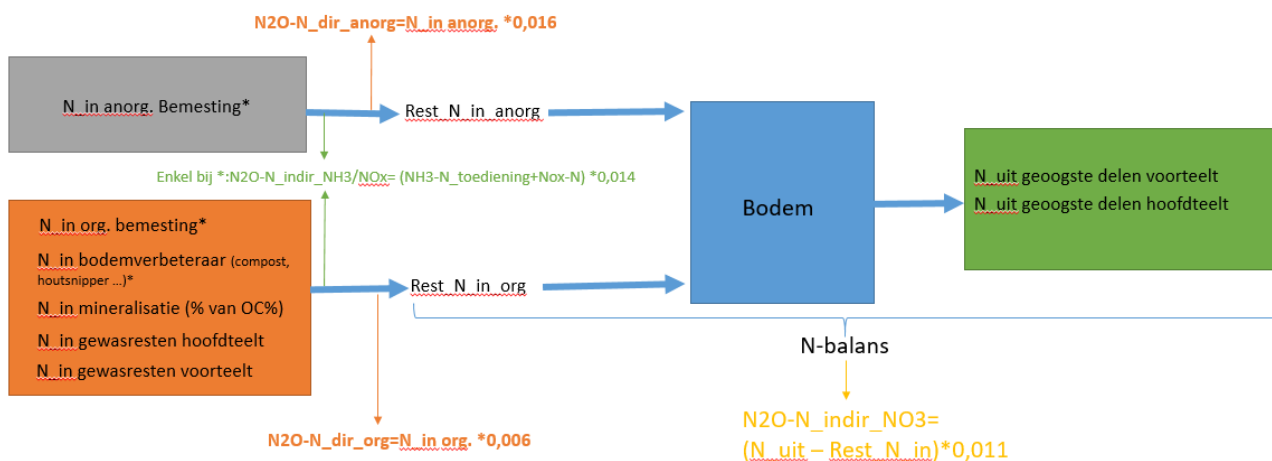 N2O-N_dir_anorg=N_in anorg. *0,016
N_in anorg. Bemesting*
Rest_N_in_anorg
Enkel bij *:N2O-N_indir_NH3/NOx= (NH3-N_toediening+Nox-N) *0,014
Bodem
N_uit geoogste delen voorteelt
N_uit geoogste delen hoofdteelt
N_in org. bemesting*
N_in bodemverbeteraar (compost,
houtsnipper ...)*
N_in mineralisatie (% van OC%)
N_in gewasresten hoofdteelt
N_in gewasresten voorteelt
Rest_N_in_org
N-balans
N2O-N_dir_org=N_in org. *0,006
N2O-N_indir_NO3=
(N_uit – Rest_N_in)*0,011